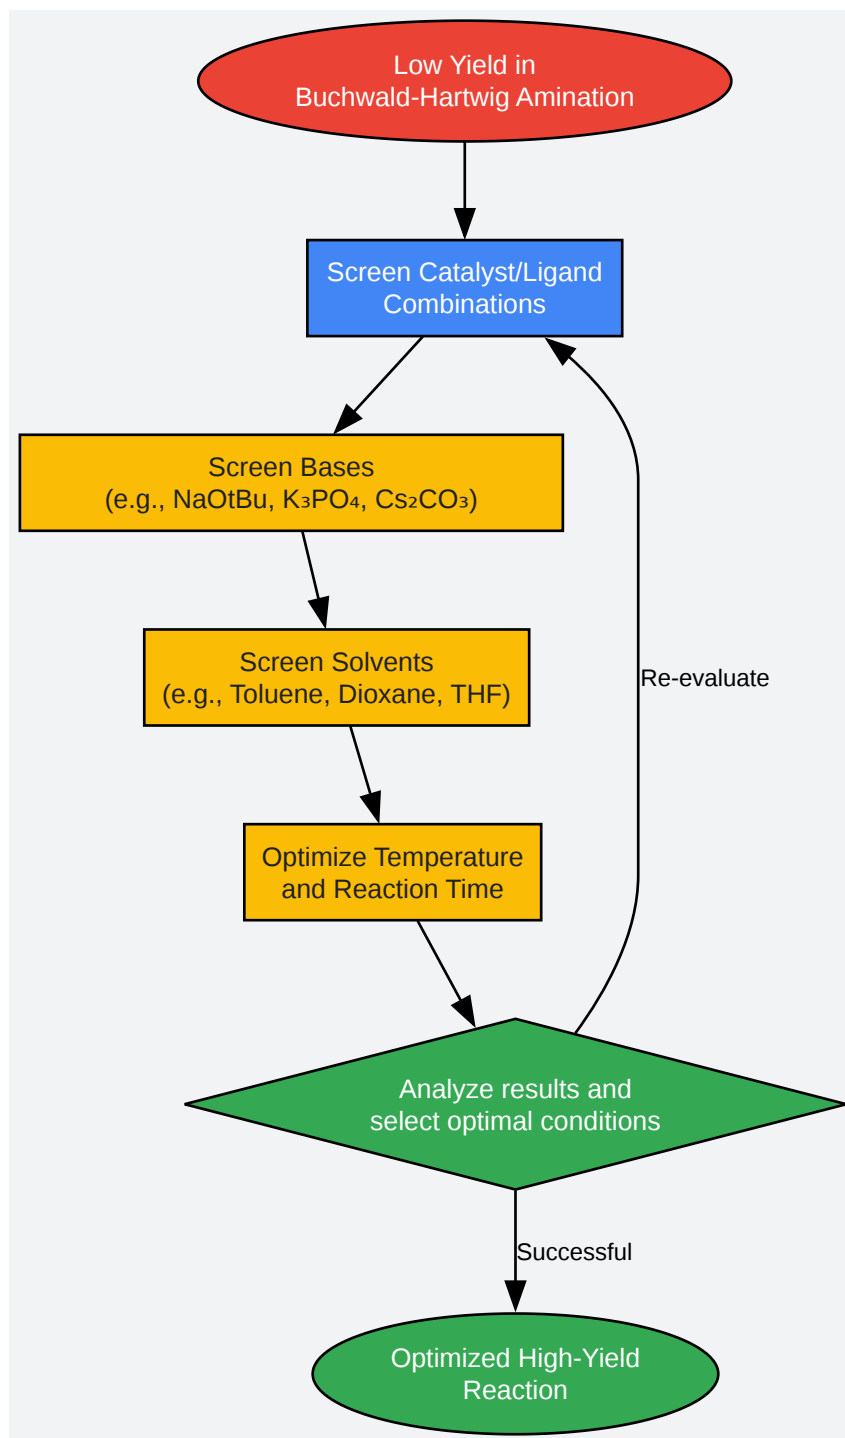 Low Yield in
Buchwald-Hartwig Amination
Screen Catalyst/Ligand
Combinations
Screen Bases
(e.g., NaOtBu, K₃PO₄, Cs₂CO₃)
Screen Solvents
(e.g., Toluene, Dioxane, THF)
Re-evaluate
Optimize Temperature
and Reaction Time
Analyze results and
select optimal conditions
Successful
Optimized High-Yield
Reaction